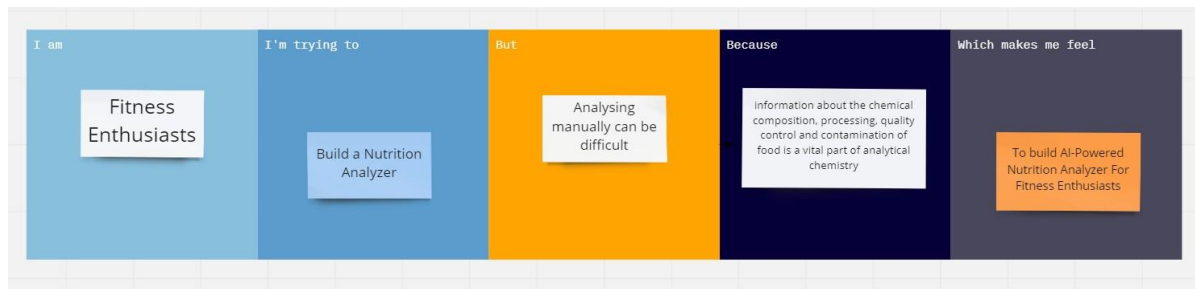 I am
Fitness
Enthusiasts
I'm trying to
Build a Nutrition
Analyzer
But
Analysing
manually can be
difficult
Because
information about the chemical
composition, processing, quality
control and contamination of
food is a vital part of analytical
chemistry
Which makes me feel
To build AI-Powered
Nutrition Analyzer For
Fitness Enthusiasts